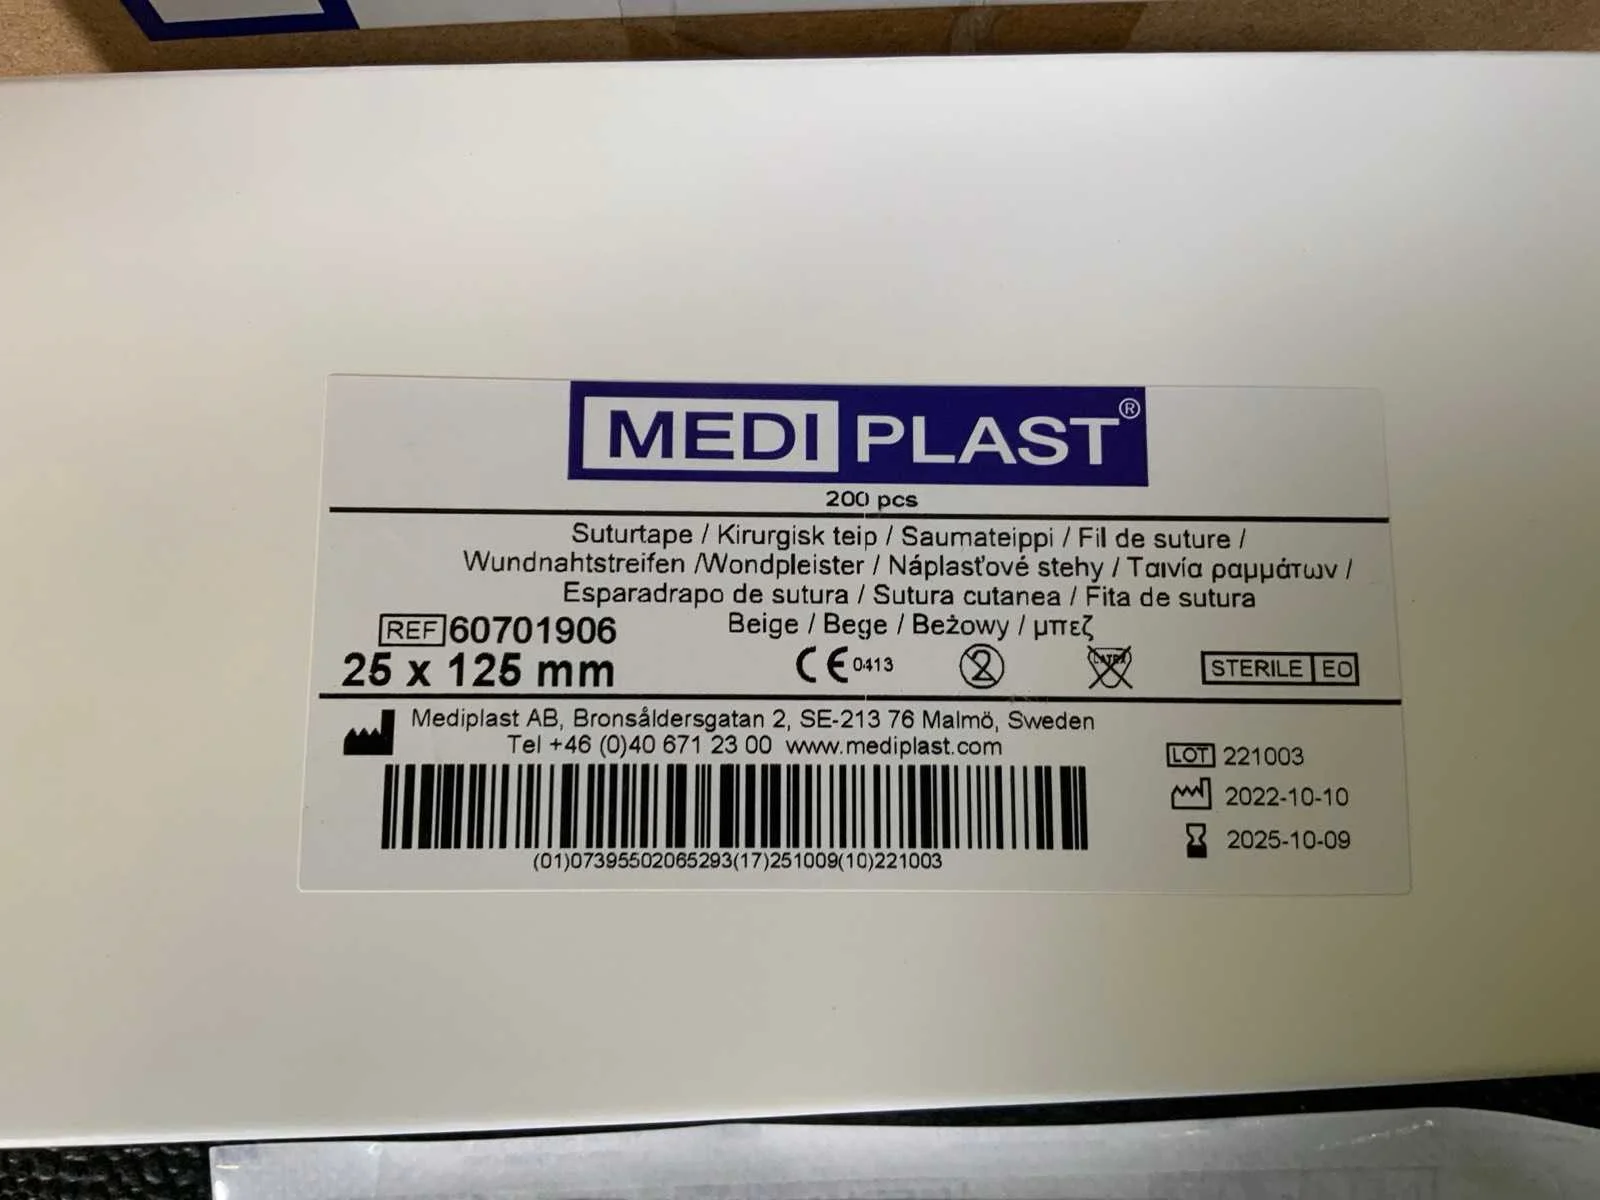 MEDI PLAST®
200 pcs
Suturtape / Kirurgisk teip / Saumateippi / Fil de suture /
Wundnahtstreifen /Wondpleister / Náplasťové stehy / Ταινία ραμμάτων /
Esparadrapo de sutura / Sutura cutanea / Fita de sutura
REF 60701906
Beige / Bege / Beżowy / μπεζ
25 x 125 mm
CE 0413
2
LATEX
STERILE EO
Mediplast AB, Bronsåldersgatan 2, SE-213 76 Malmö, Sweden
Tel +46 (0)40 671 23 00 www.mediplast.com
LOT 221003
2022-10-10
2025-10-09
(01)07395502065293(17)251009(10)221003